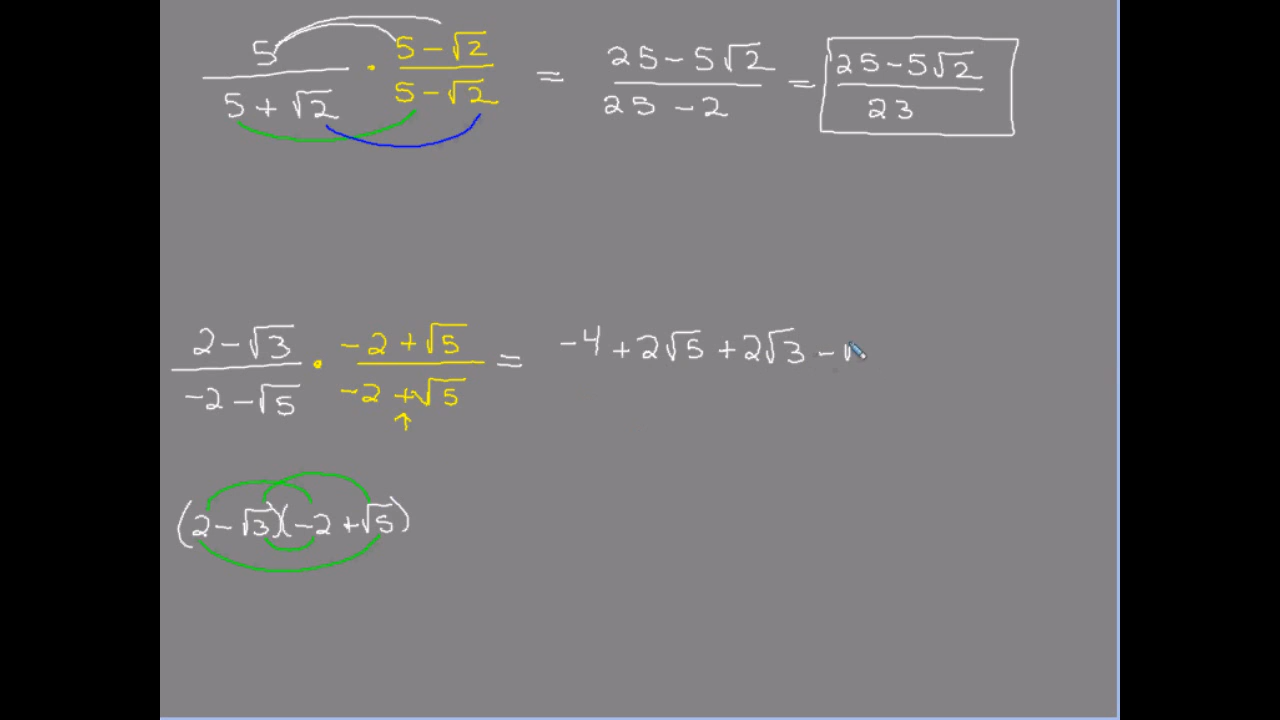 5/(5 + √2) · (5 - √2)/(5 - √2) = (25 - 5√2)/(25 - 2) = (25 - 5√2)/23
(2 - √3)/(-2 - √5) · (-2 + √5)/(-2 + √5) = -4 + 2√5 + 2√3 - √
(2 - √3)(-2 + √5)